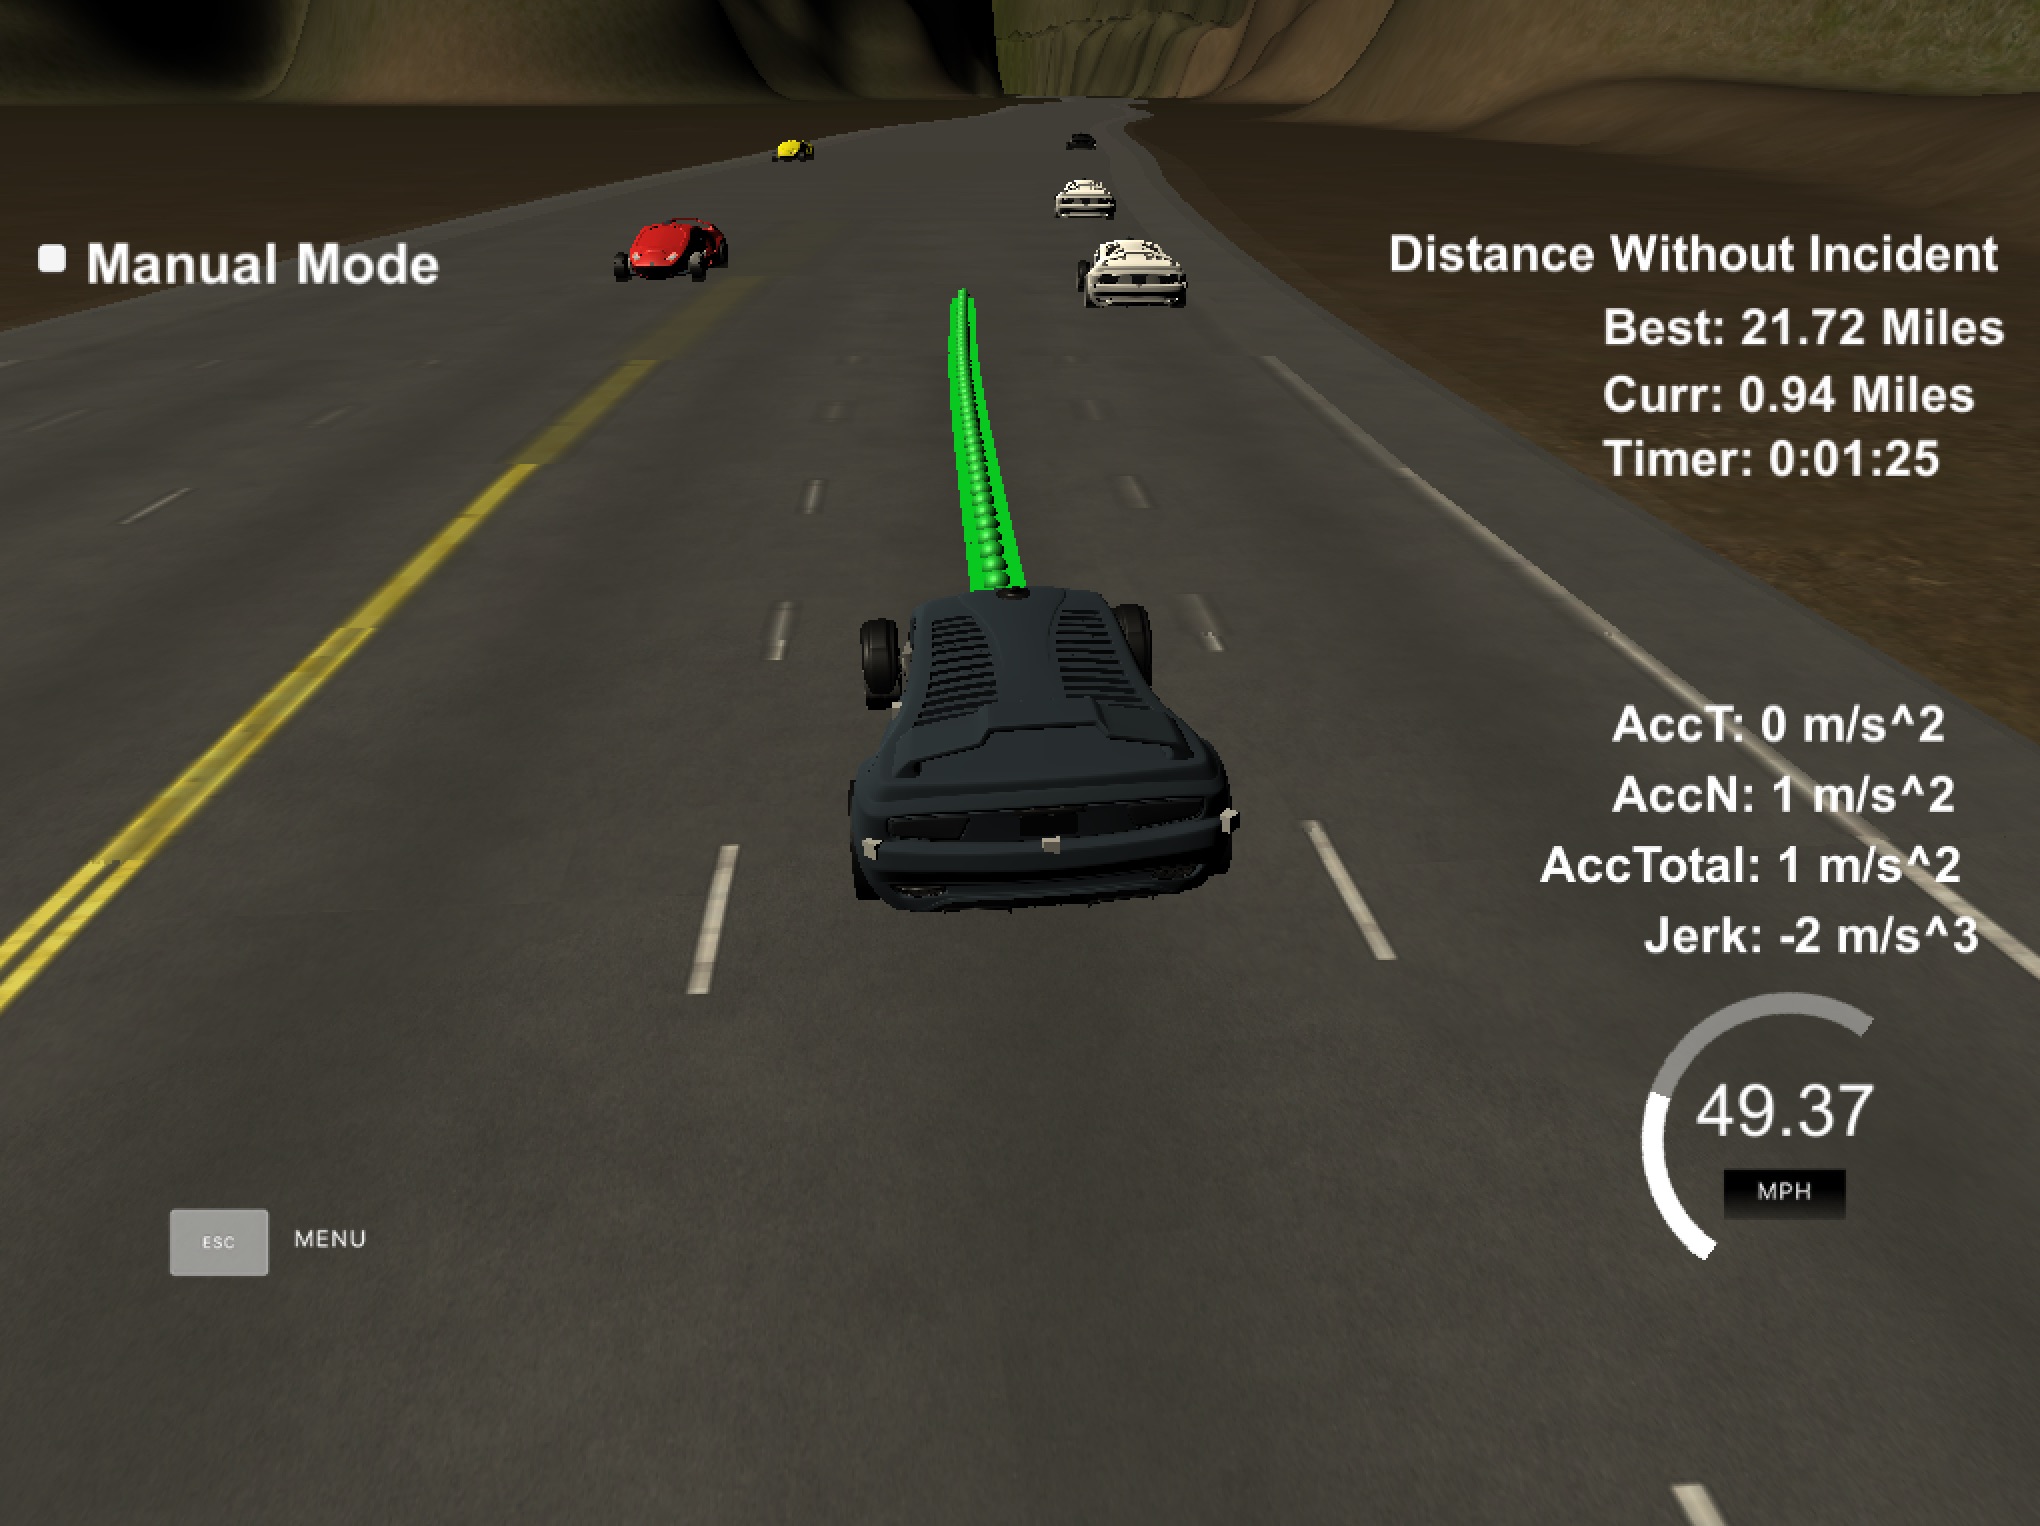 Manual Mode
Distance Without Incident
Best: 21.72 Miles
Curr: 0.94 Miles
Timer: 0:01:25
AccT: 0 m/s^2
AccN: 1 m/s^2
AccTotal: 1 m/s^2
Jerk: -2 m/s^3
49.37
MPH
ESC MENU